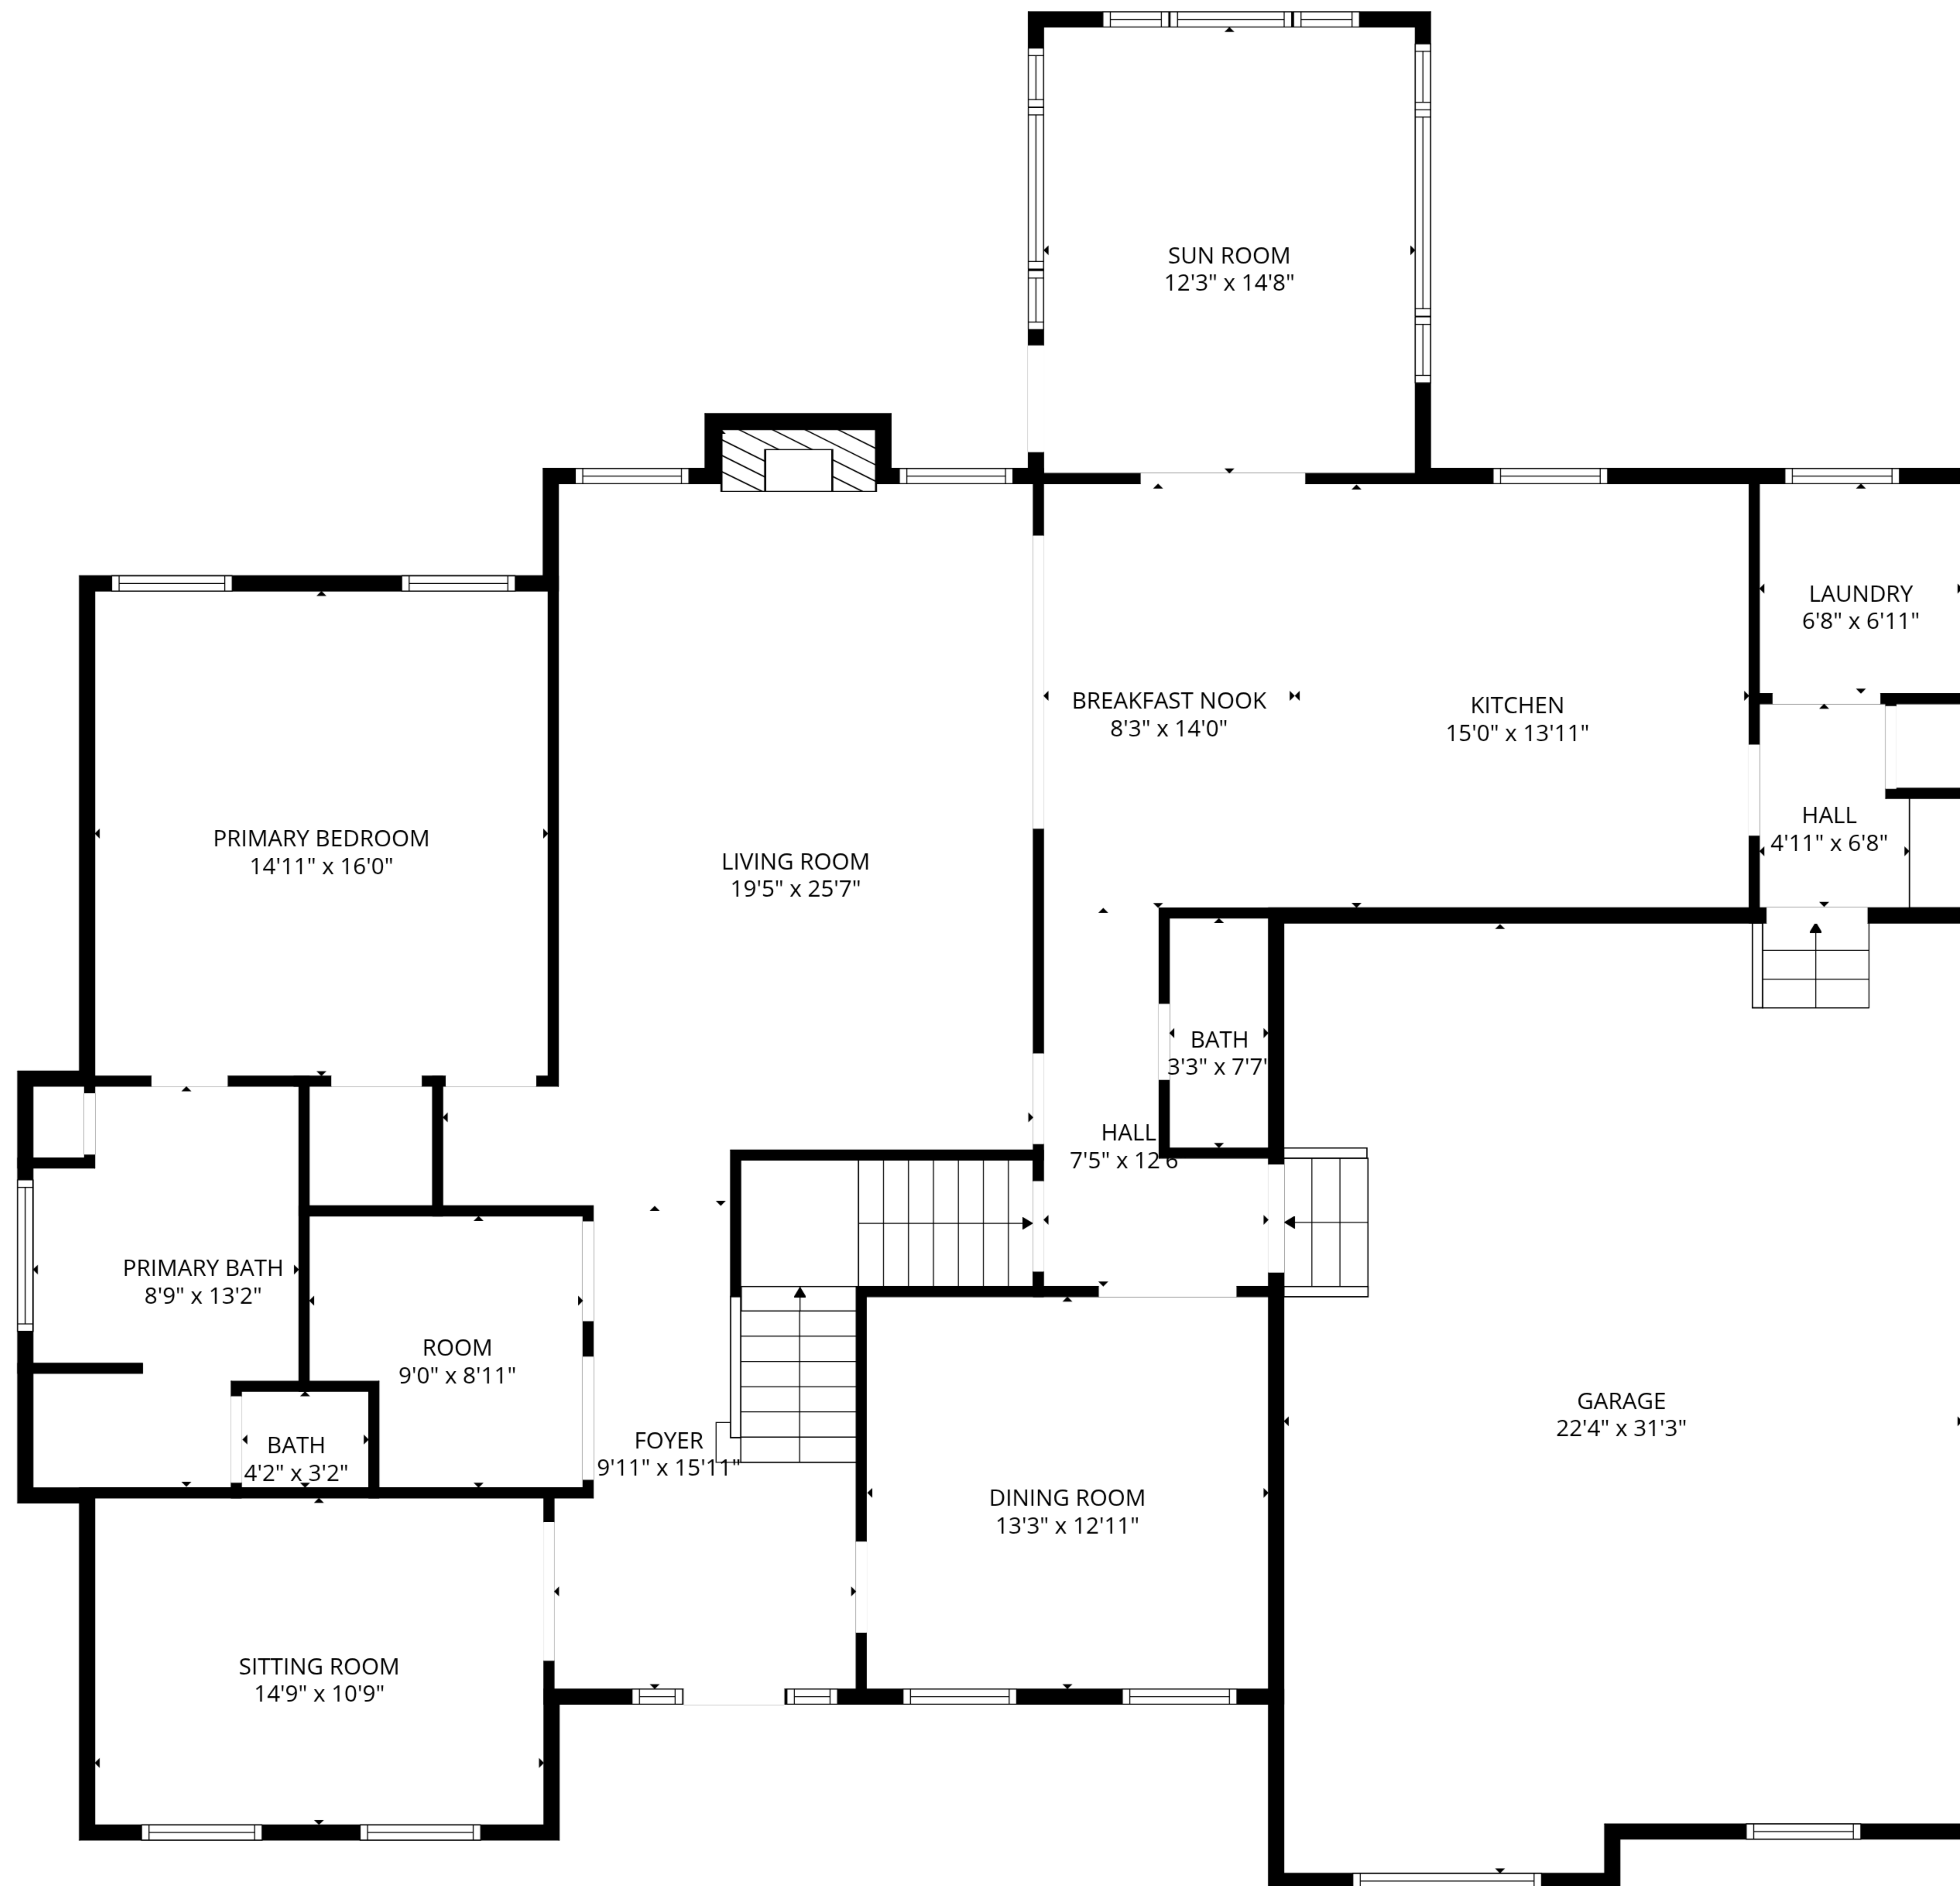 SUN ROOM
12'3" x 14'8"
LAUNDRY
6'8" x 6'11"
BREAKFAST NOOK
8'3" x 14'0"
KITCHEN
15'0" x 13'11"
HALL
4'11" x 6'8"
PRIMARY BEDROOM
14'11" x 16'0"
LIVING ROOM
19'5" x 25'7"
BATH
3'3" x 7'7"
HALL
7'5" x 12'6
PRIMARY BATH
8'9" x 13'2"
ROOM
9'0" x 8'11"
BATH
4'2" x 3'2"
FOYER
9'11" x 15'11"
GARAGE
22'4" x 31'3"
DINING ROOM
13'3" x 12'11"
SITTING ROOM
14'9" x 10'9"